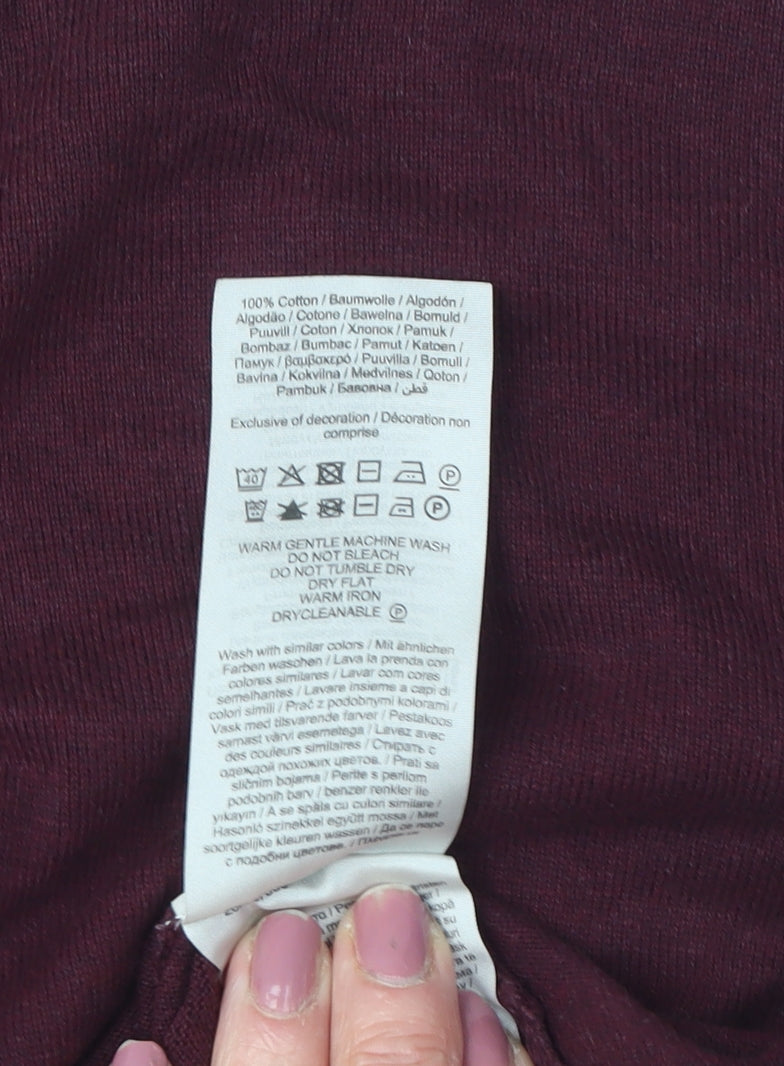 100% Cotton / Baumwolle / Algodón /
Algodão / Cotone / Bawełna / Bomuld /
Puuvill / Coton / Хлопок / Pamuk /
Bombaz / Bumbac / Pamut / Katoen /
Памук / βαμβακερό / Puuvilla / Bomull /
Bavlna / Kokvilna / Medvilnės / Qoton /
Pambuk / Бавовна / قطن
Exclusive of decoration / Décoration non
comprise
40
P
P
WARM GENTLE MACHINE WASH
DO NOT BLEACH
DO NOT TUMBLE DRY
DRY FLAT
WARM IRON
DRYCLEANABLE P
Wash with similar colors / Mit ähnlichen
Farben waschen / Lava la prenda con
colores similares / Lavar com cores
semelhantes / Lavare insieme a capi di
colori simili / Prać z podobnymi kolorami /
Vask med tilsvarende farver / Pestakoos
samast värvi esemetega / Lavez avec
des couleurs similaires / Стирать с
одеждой похожих цветов. / Prati sa
sličnim bojama / Perite s perilom
podobnih barv / benzer renkler ile
yıkayın / A se spăla cu culori similare /
Hasonló színekkel együtt mossa / Met
soortgelijke kleuren wassen / Да се пере
с подобни цветове. /